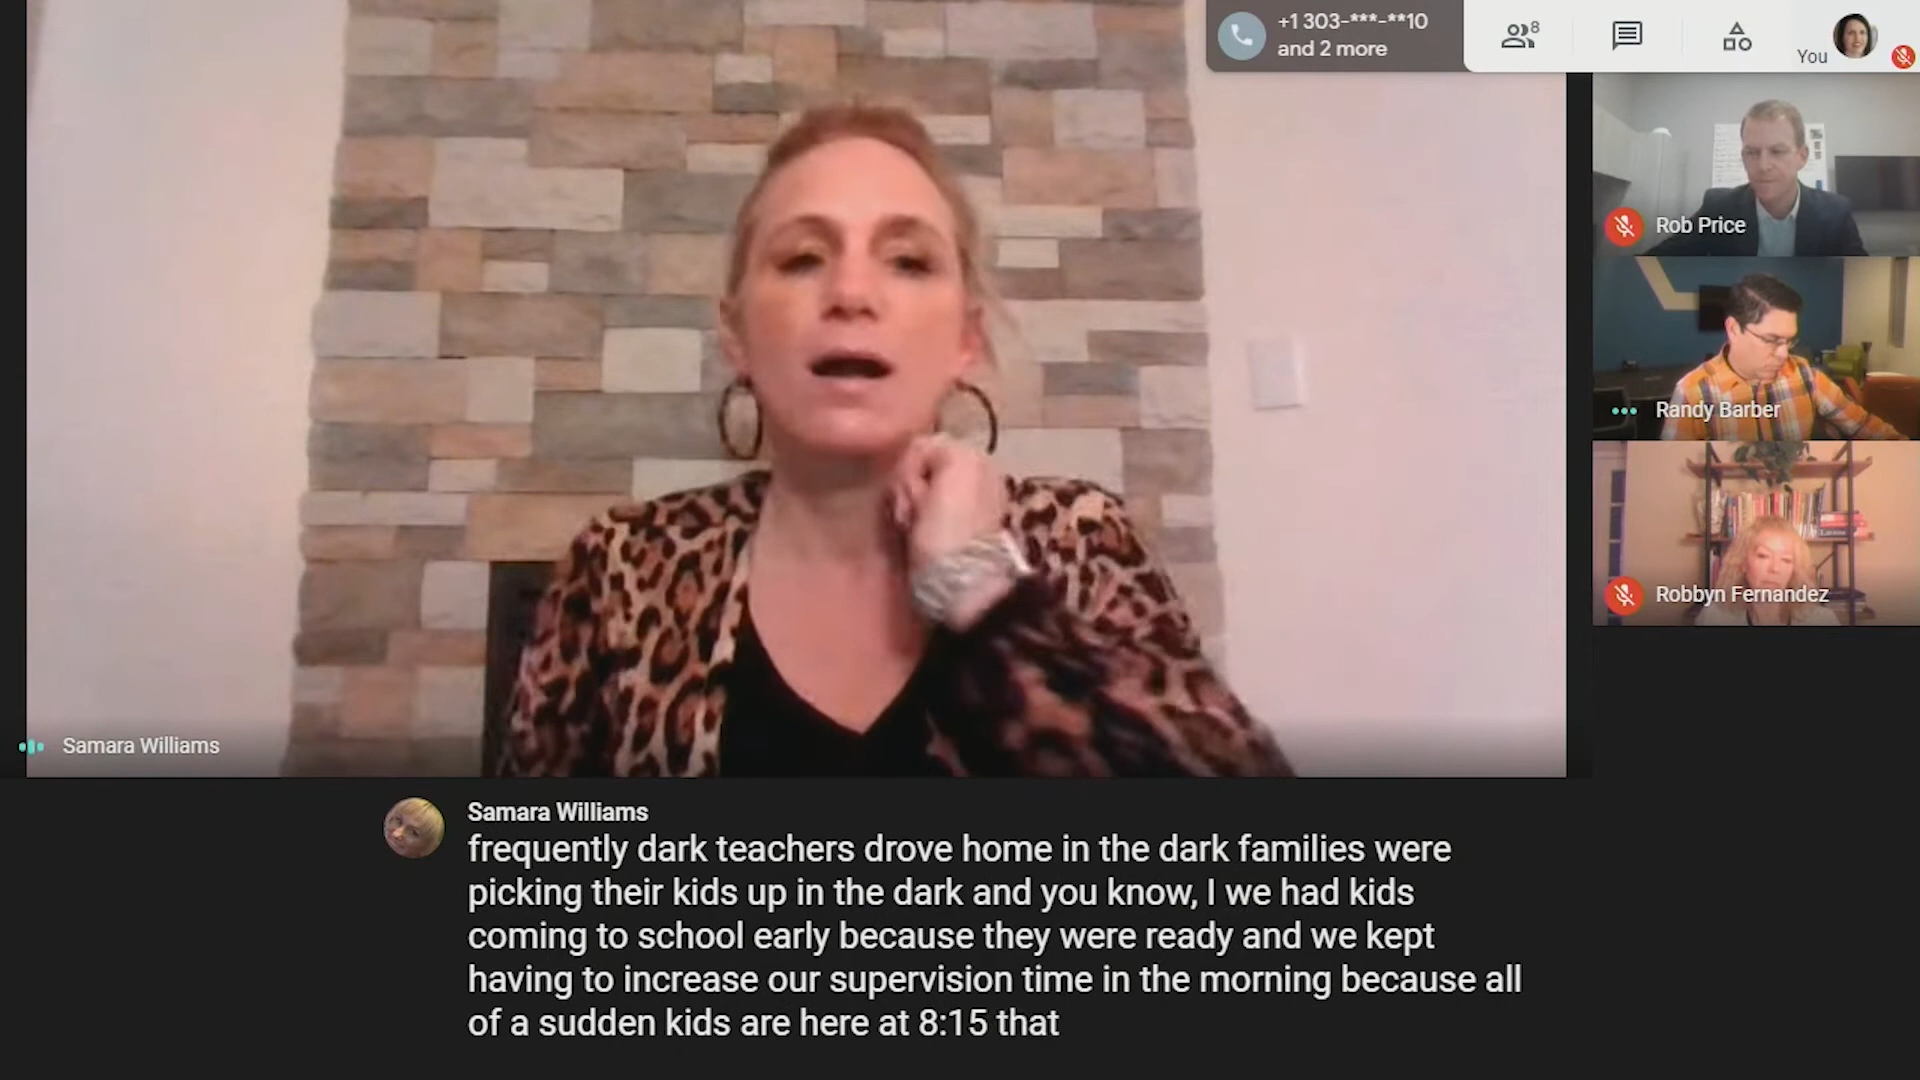 +1 303-***-**10
and 2 more
8
You
Rob Price
Randy Barber
Robbyn Fernandez
Samara Williams
Samara Williams
frequently dark teachers drove home in the dark families were
picking their kids up in the dark and you know, I we had kids
coming to school early because they were ready and we kept
having to increase our supervision time in the morning because all
of a sudden kids are here at 8:15 that